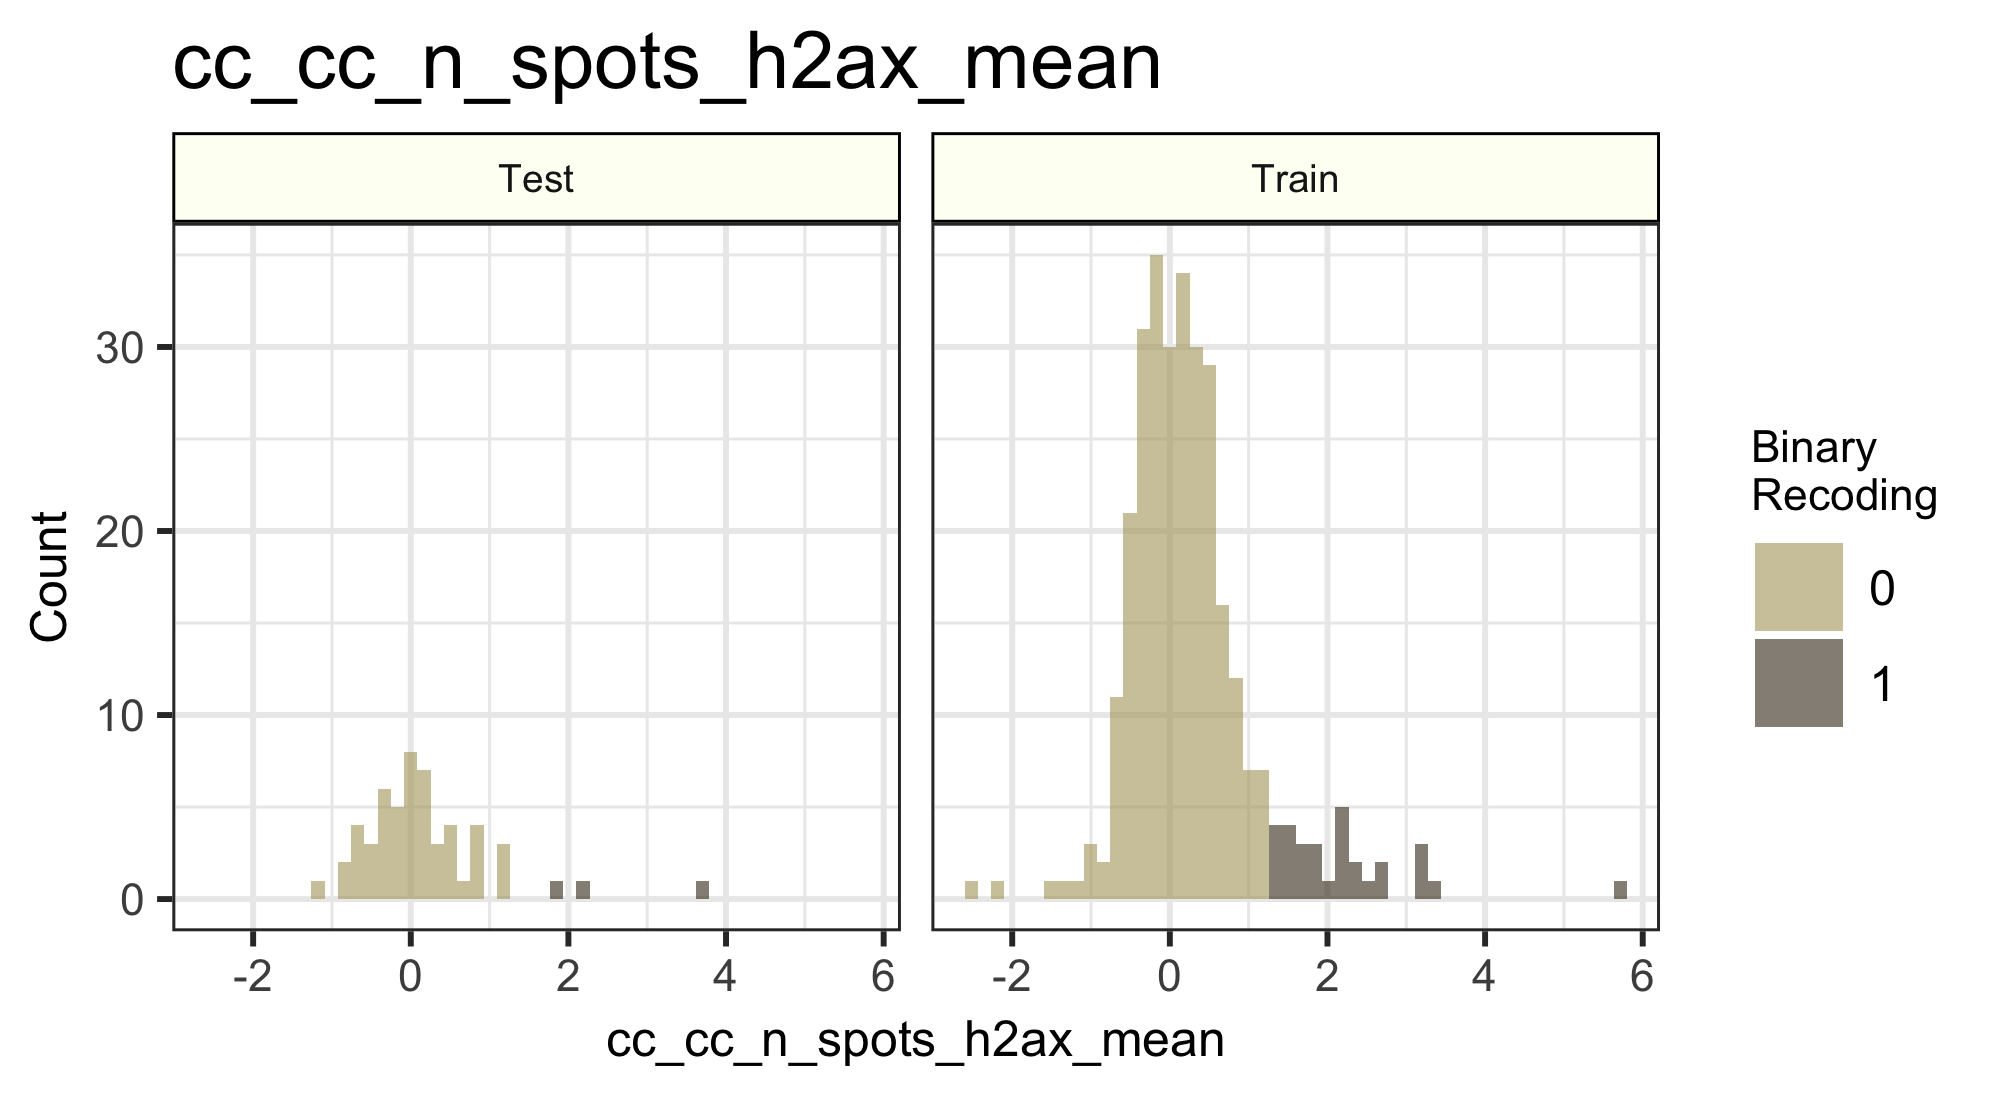 cc_cc_n_spots_h2ax_mean
Test
Train
30
20
10
0
Count
-2
0
2
4
6
-2
0
2
4
6
cc_cc_n_spots_h2ax_mean
Binary
Recoding
0
1